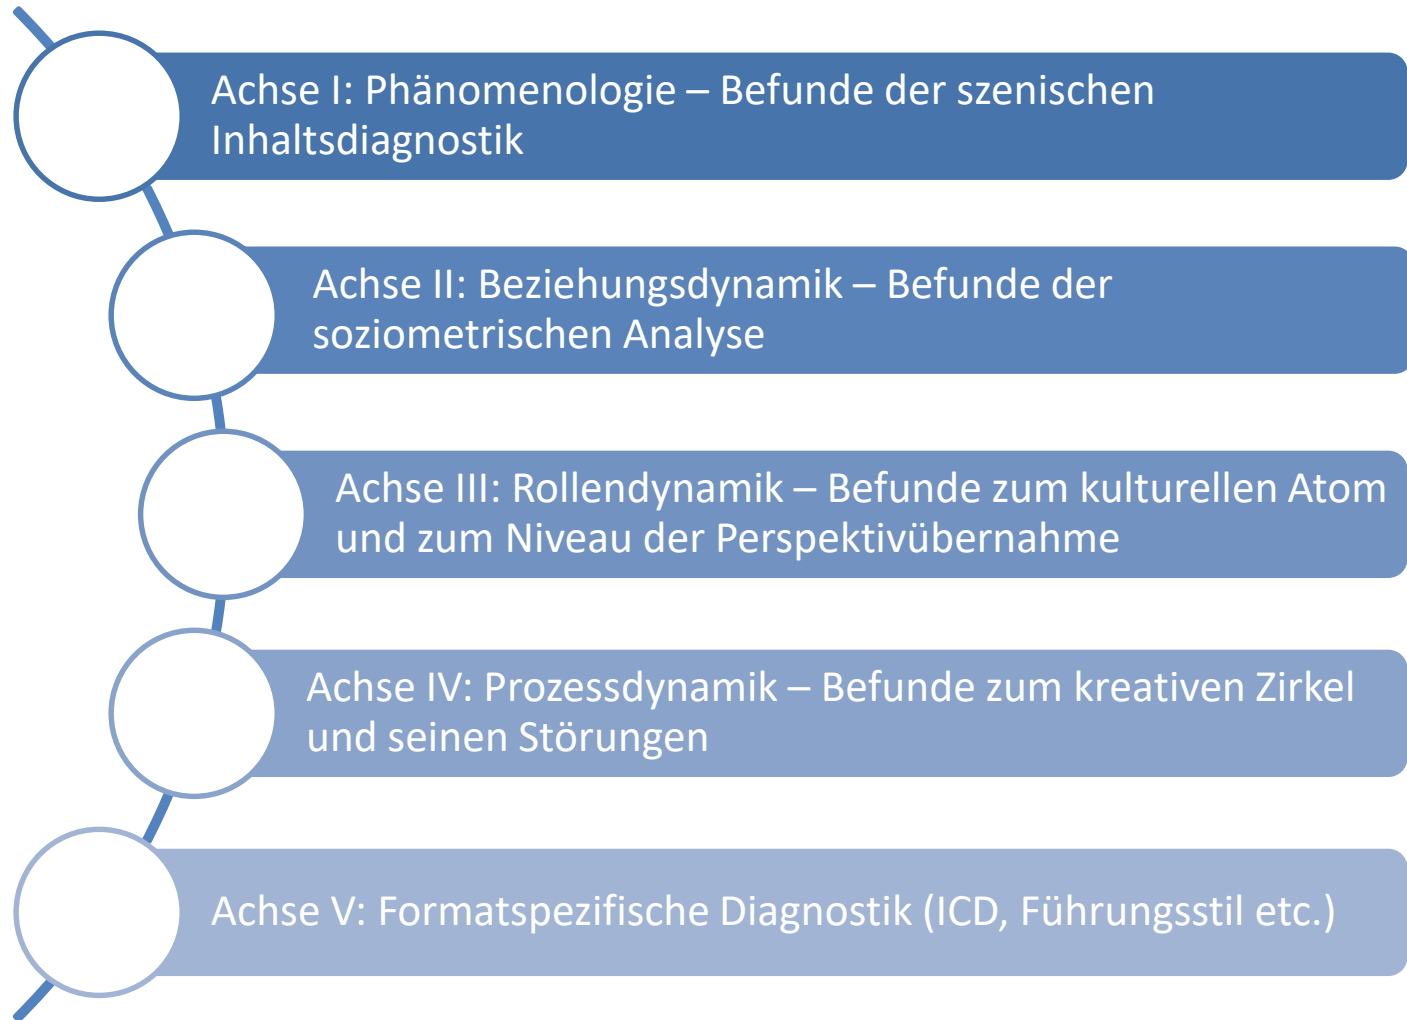 Achse I: Phänomenologie – Befunde der szenischen
Inhaltsdiagnostik
Achse II: Beziehungsdynamik – Befunde der
soziometrischen Analyse
Achse III: Rollendynamik – Befunde zum kulturellen Atom
und zum Niveau der Perspektivübernahme
Achse IV: Prozessdynamik – Befunde zum kreativen Zirkel
und seinen Störungen
Achse V: Formatspezifische Diagnostik (ICD, Führungsstil etc.)